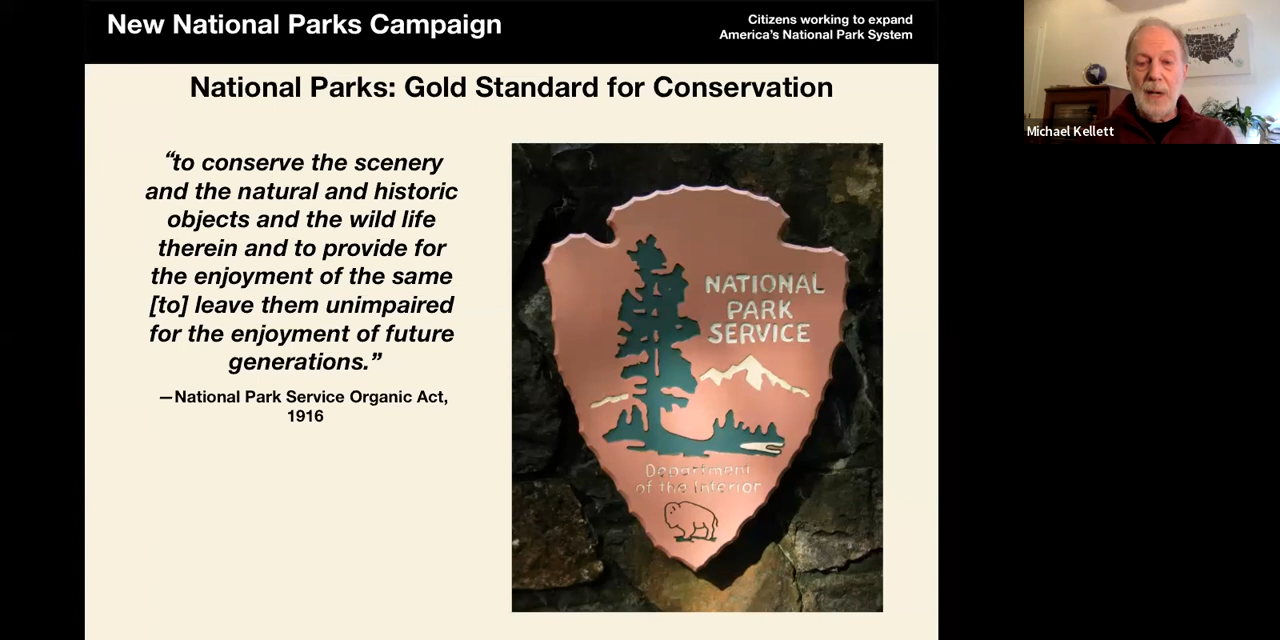 New National Parks Campaign
Citizens working to expand
America's National Park System
National Parks: Gold Standard for Conservation
“to conserve the scenery
and the natural and historic
objects and the wild life
therein and to provide for
the enjoyment of the same
[to] leave them unimpaired
for the enjoyment of future
generations.”
—National Park Service Organic Act,
1916
NATIONAL
PARK
SERVICE
Department
of the Interior
Michael Kellett